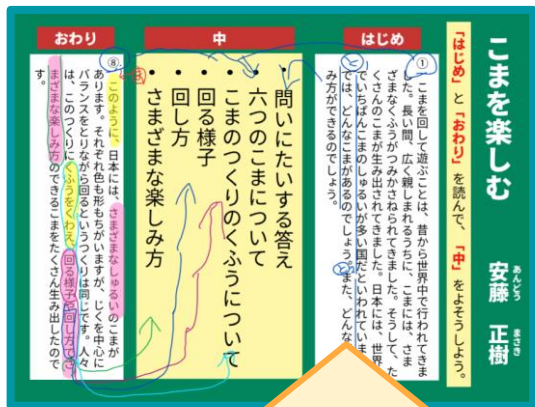 こまを楽しむ
安藤 正樹
あんどう まさき
「はじめ」と「おわり」を読んで、「中」をよそうしよう。
はじめ
① こまを回して遊ぶことは、昔から世界中で行われてきま
した。長い間、広く親しまれるうちに、こまには、さま
ざまなくふうがつみかさねられてきました。そうして、た
くさんのこまが生み出されてきました。日本には、世界
でいちばんこまのしゅるいが多い国だといわれていま
では、どんなこまがあるのでしょう。また、どんな
み方ができるのでしょう。
中
・問いにたいする答え
・六つのこまについて
・こまのつくりのくふうについて
・回る様子
・回し方
・さまざまな楽しみ方
おわり
⑧ このように、日本には、さまざまなしゅるいのこまが
あります。それぞれ色も形もちがいますが、じくを中心に
バランスをとりながら回るというつくりは同じです。人々
は、このつくりにくふうをくわえ、回る様子や回し方でさ
まざまな楽しみ方のできるこまをたくさん生み出したので
す。